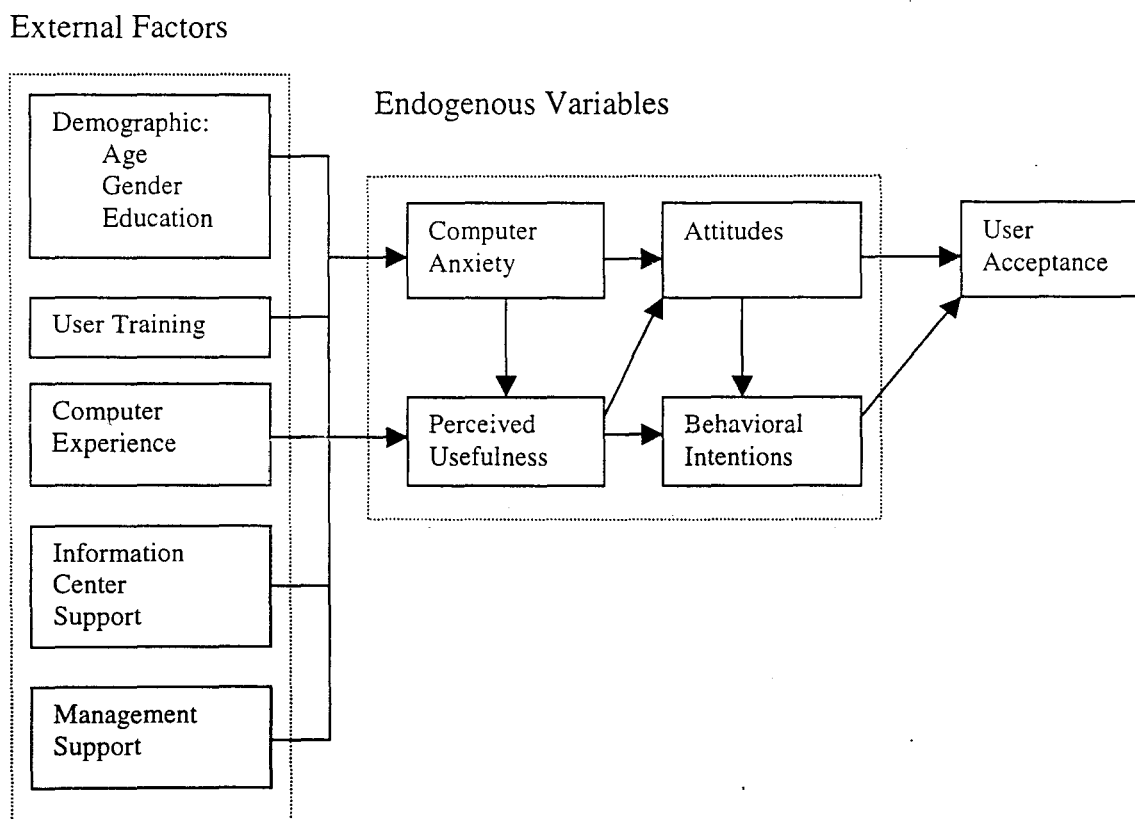 External Factors
Demographic:
Age
Gender
Education
User Training
Computer
Experience
Information
Center
Support
Management
Support
Endogenous Variables
Computer
Anxiety
Perceived
Usefulness
Attitudes
Behavioral
Intentions
User
Acceptance